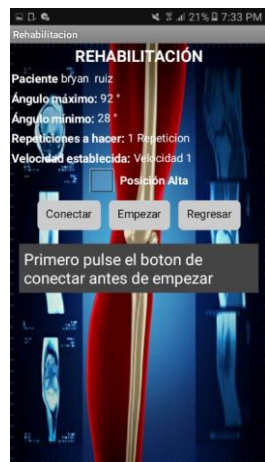 21% 7:33 PM
Rehabilitacion
REHABILITACIÓN
Paciente bryan ruiz
Ángulo máximo: 92 °
Ángulo mínimo: 28 °
Repeticiones a hacer: 1 Repeticion
Velocidad establecida: Velocidad 1
Posición Alta
Conectar Empezar Regresar
Primero pulse el boton de
conectar antes de empezar